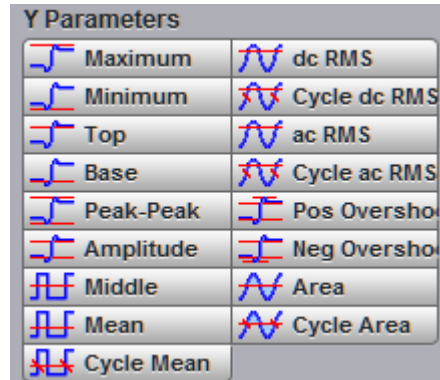 Y Parameters
Maximum
dc RMS
Minimum
Cycle dc RMS
Top
ac RMS
Base
Cycle ac RMS
Peak-Peak
Pos Oversho
Amplitude
Neg Oversho
Middle
Area
Mean
Cycle Area
Cycle Mean